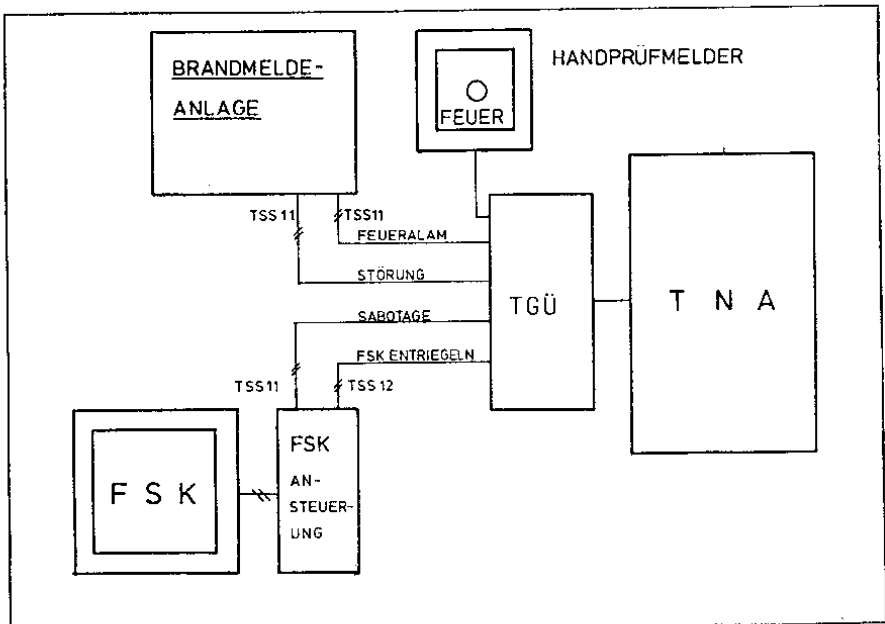 BRANDMELDE-
ANLAGE
FEUER
HANDPRÜFMELDER
TSS 11
TSS11
FEUERALAM
STÖRUNG
SABOTAGE
FSK ENTRIEGELN
TSS 11
TSS 12
TGÜ
T N A
F S K
FSK
AN-
STEUER-
UNG